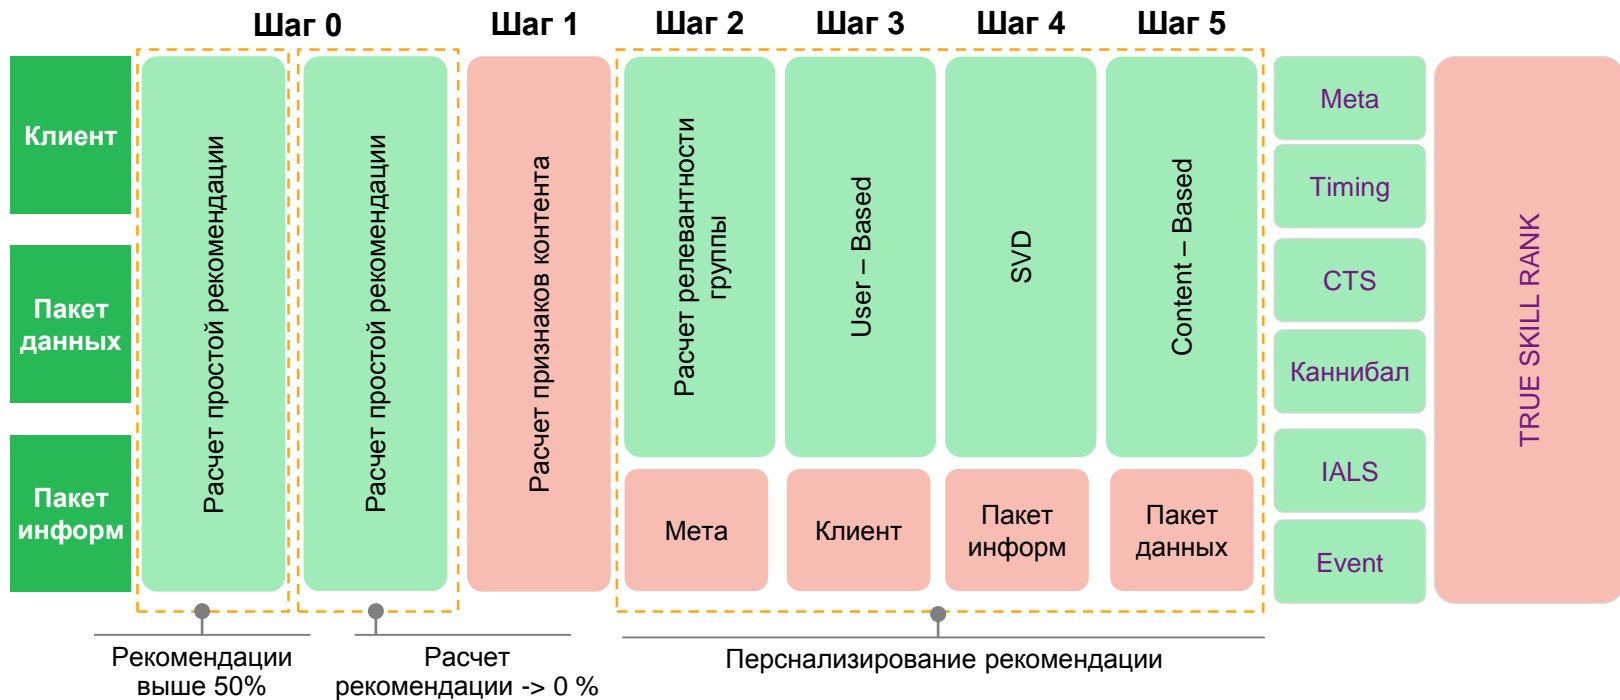 Шаг 0
Шаг 1
Шаг 2
Шаг 3
Шаг 4
Шаг 5
Клиент
Пакет
данных
Пакет
информ
Расчет простой рекомендации
Расчет простой рекомендации
Расчет признаков контента
Расчет релевантности
группы
User – Based
SVD
Content – Based
Мета
Клиент
Пакет
информ
Пакет
данных
Meta
Timing
CTS
Каннибал
IALS
Event
TRUE SKILL RANK
Рекомендации
выше 50%
Расчет
рекомендации -> 0 %
Перснализирование рекомендации